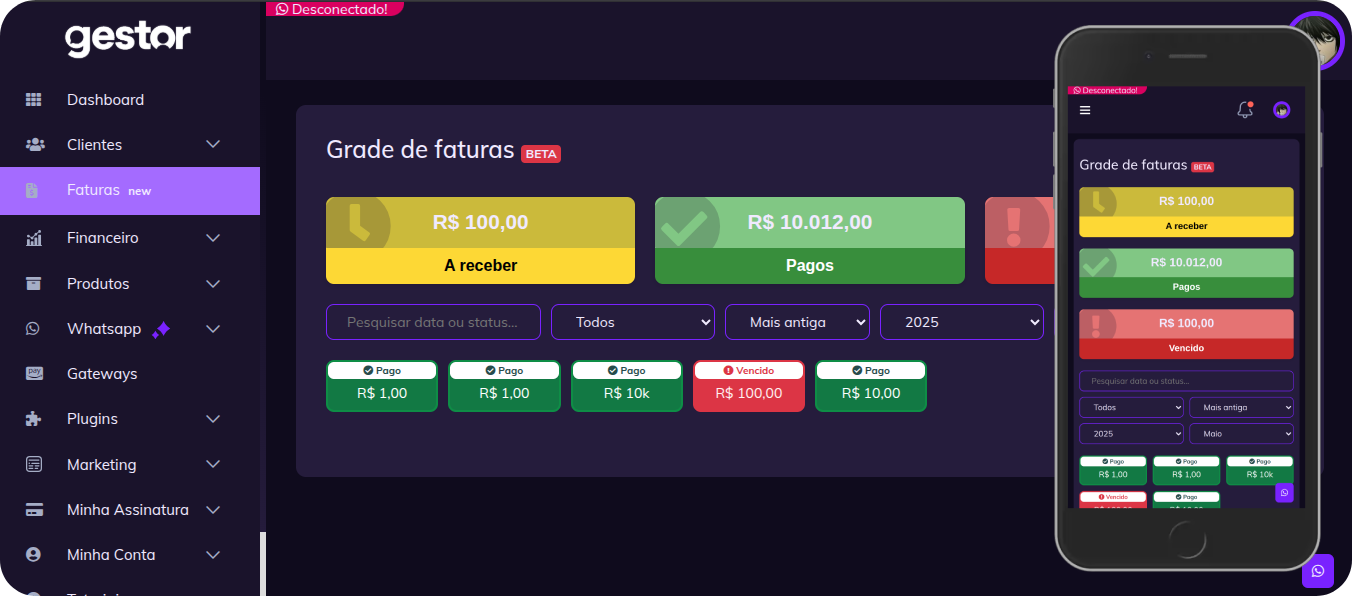 Desconectado!
gestor
Dashboard
Clientes
Faturas new
Financeiro
Produtos
Whatsapp
Gateways
Plugins
Marketing
Minha Assinatura
Minha Conta
Grade de faturas BETA
R$ 100,00
A receber
R$ 10.012,00
Pagos
Pesquisar data ou status...
Todos
Mais antiga
2025
Pago
R$ 1,00
Pago
R$ 1,00
Pago
R$ 10k
Vencido
R$ 100,00
Pago
R$ 10,00
Desconectado!
Grade de faturas BETA
R$ 100,00
A receber
R$ 10.012,00
Pagos
R$ 100,00
Vencido
Pesquisar data ou status...
Todos
Mais antiga
2025
Maio
Pago
R$ 1,00
Pago
R$ 1,00
Pago
R$ 10k
Vencido
Pago